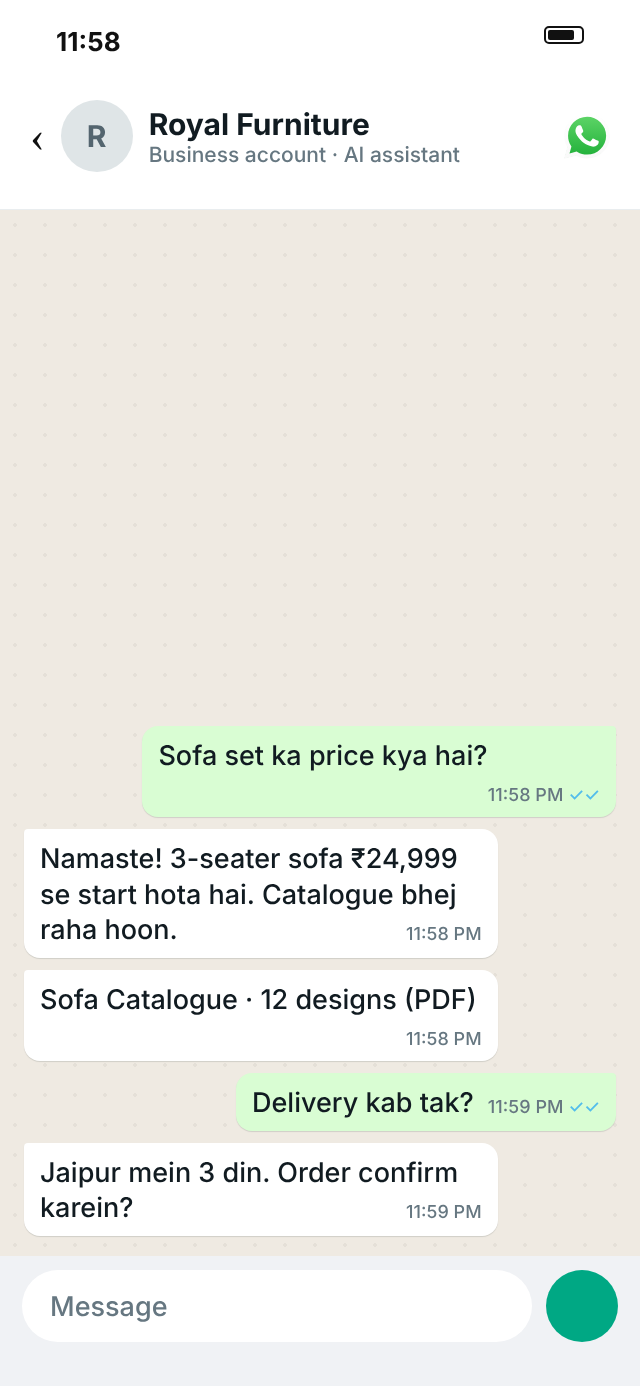 11:58
R
Royal Furniture
Business account · AI assistant
Sofa set ka price kya hai?
11:58 PM
Namaste! 3-seater sofa ₹24,999
se start hota hai. Catalogue bhej
raha hoon.
11:58 PM
Sofa Catalogue · 12 designs (PDF)
11:58 PM
Delivery kab tak?
11:59 PM
Jaipur mein 3 din. Order confirm
karein?
11:59 PM
Message